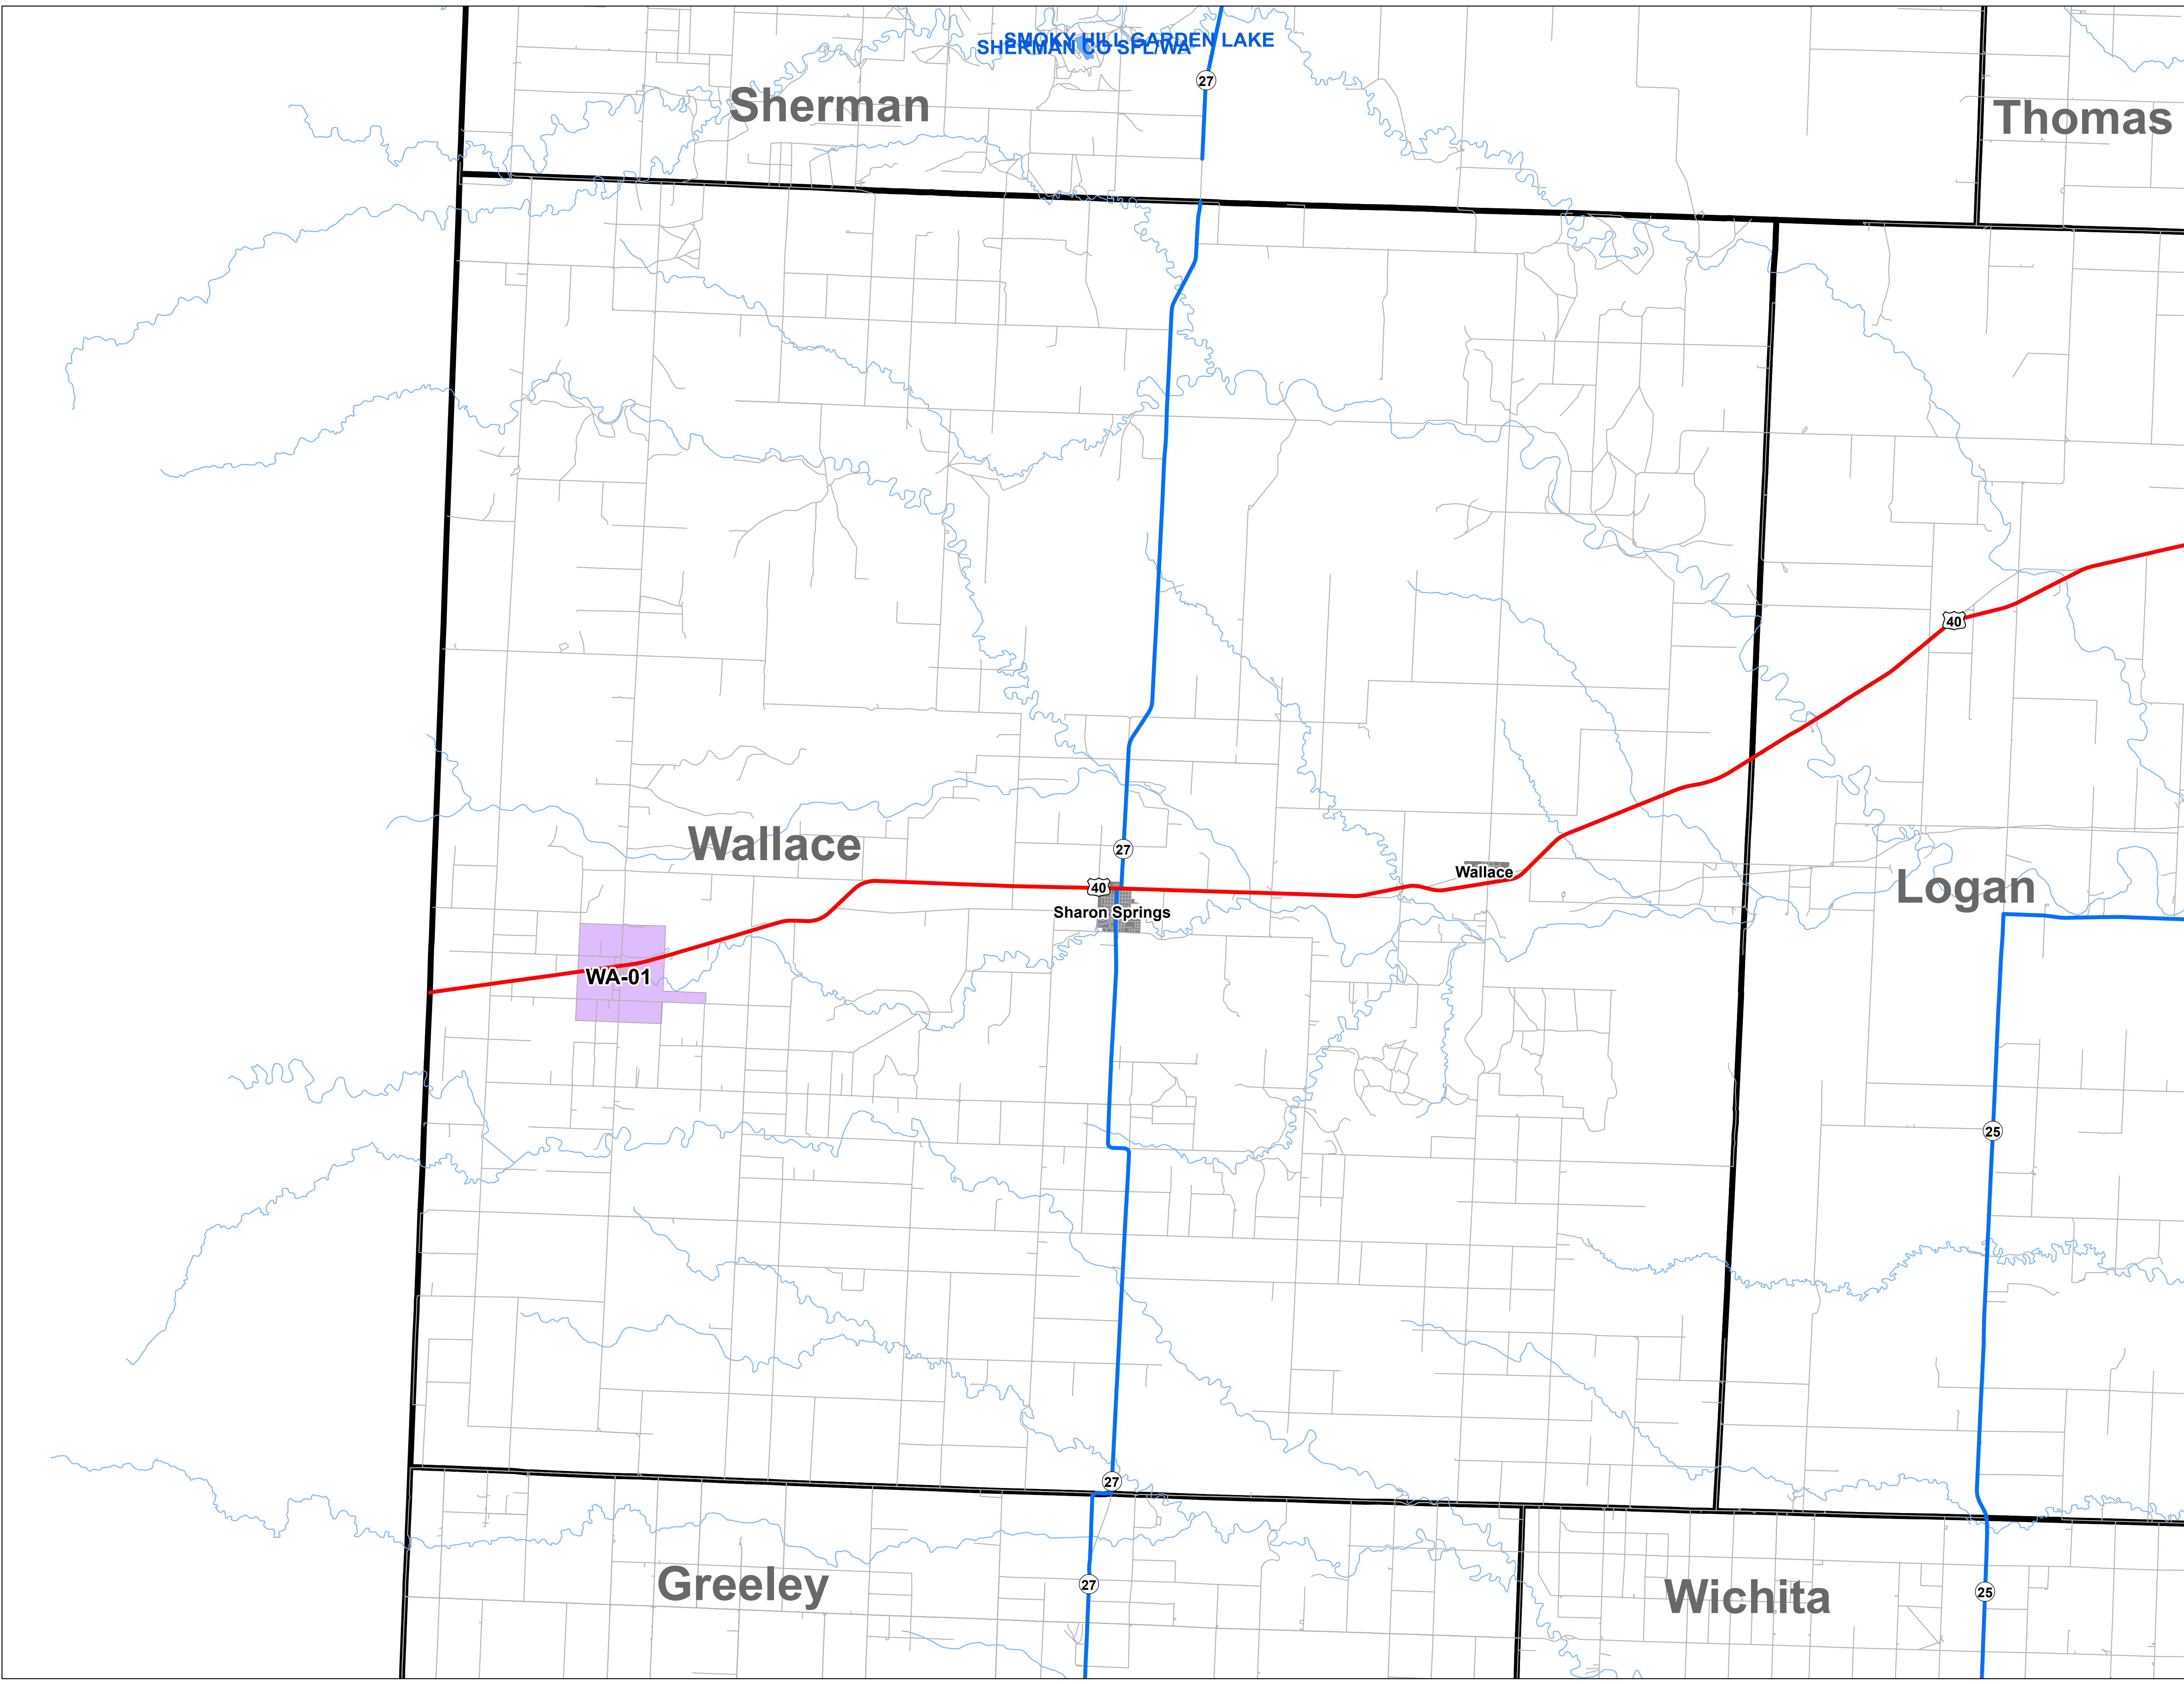 SMOKY HILL GARDEN LAKE
SHERMAN CO SFL/WA
27
Sherman
Thomas
40
Wallace
27
Wallace
40
Logan
Sharon Springs
WA-01
25
27
Greeley
27
Wichita
25